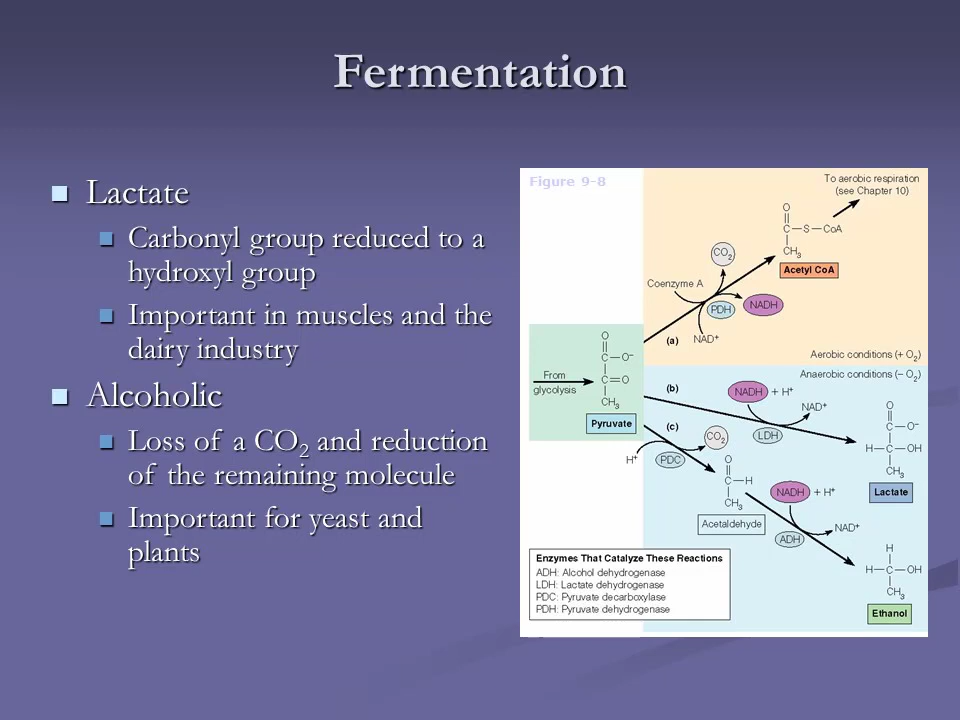 Fermentation
Lactate
Carbonyl group reduced to a
hydroxyl group
Important in muscles and the
dairy industry
Alcoholic
Loss of a CO₂ and reduction
of the remaining molecule
Important for yeast and
plants
Figure 9-8
To aerobic respiration
(see Chapter 10)
O
C—S—CoA
CH₃
Acetyl CoA
CO₂
Coenzyme A
PDH
NADH
NAD⁺
(a)
Aerobic conditions (+ O₂)
Anaerobic conditions (– O₂)
From
glycolysis
O
C—O⁻
C=O
CH₃
Pyruvate
(b)
NADH + H⁺
NAD⁺
LDH
O
C—O⁻
H—C—OH
CH₃
Lactate
(c)
CO₂
H⁺
PDC
O
C—H
CH₃
Acetaldehyde
NADH + H⁺
NAD⁺
ADH
H
H—C—OH
CH₃
Ethanol
Enzymes That Catalyze These Reactions
ADH: Alcohol dehydrogenase
LDH: Lactate dehydrogenase
PDC: Pyruvate decarboxylase
PDH: Pyruvate dehydrogenase